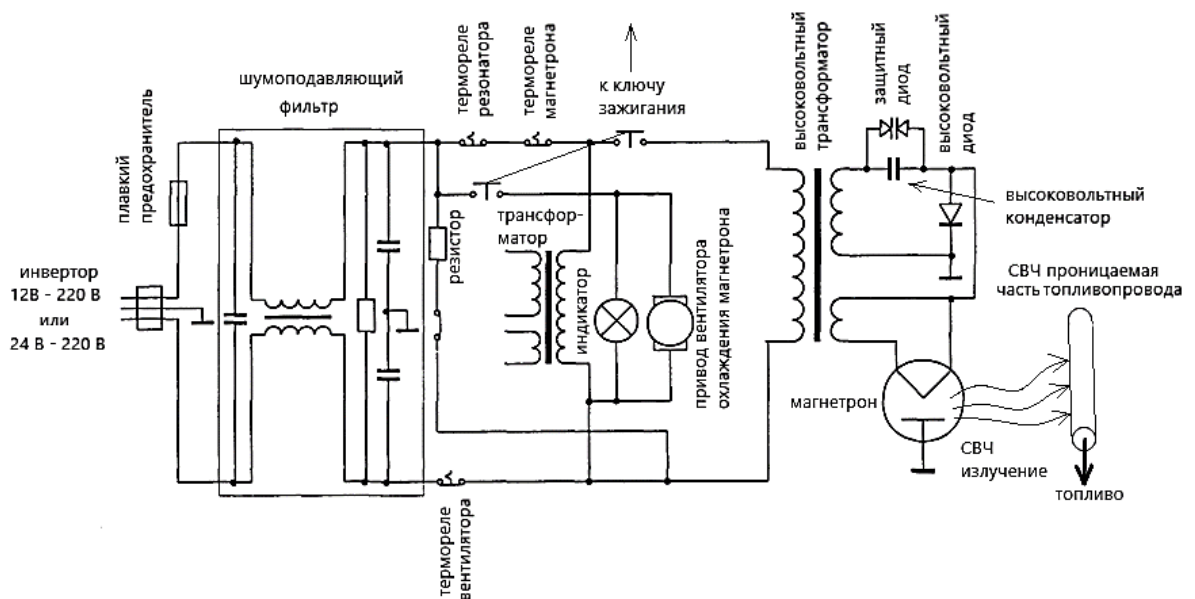 шумоподавляющий
фильтр
плавкий
предохранитель
инвертор
12В - 220 В
или
24 В - 220 В
термореле
резонатора
термореле
магнетрона
к ключу
зажигания
резистор
трансфор-
матор
индикатор
привод вентилятора
охлаждения магнетрона
термореле
вентилятора
высоковольтный
трансформатор
защитный
диод
высоковольтный
диод
высоковольтный
конденсатор
СВЧ проницаемая
часть топливопровода
магнетрон
СВЧ
излучение
топливо